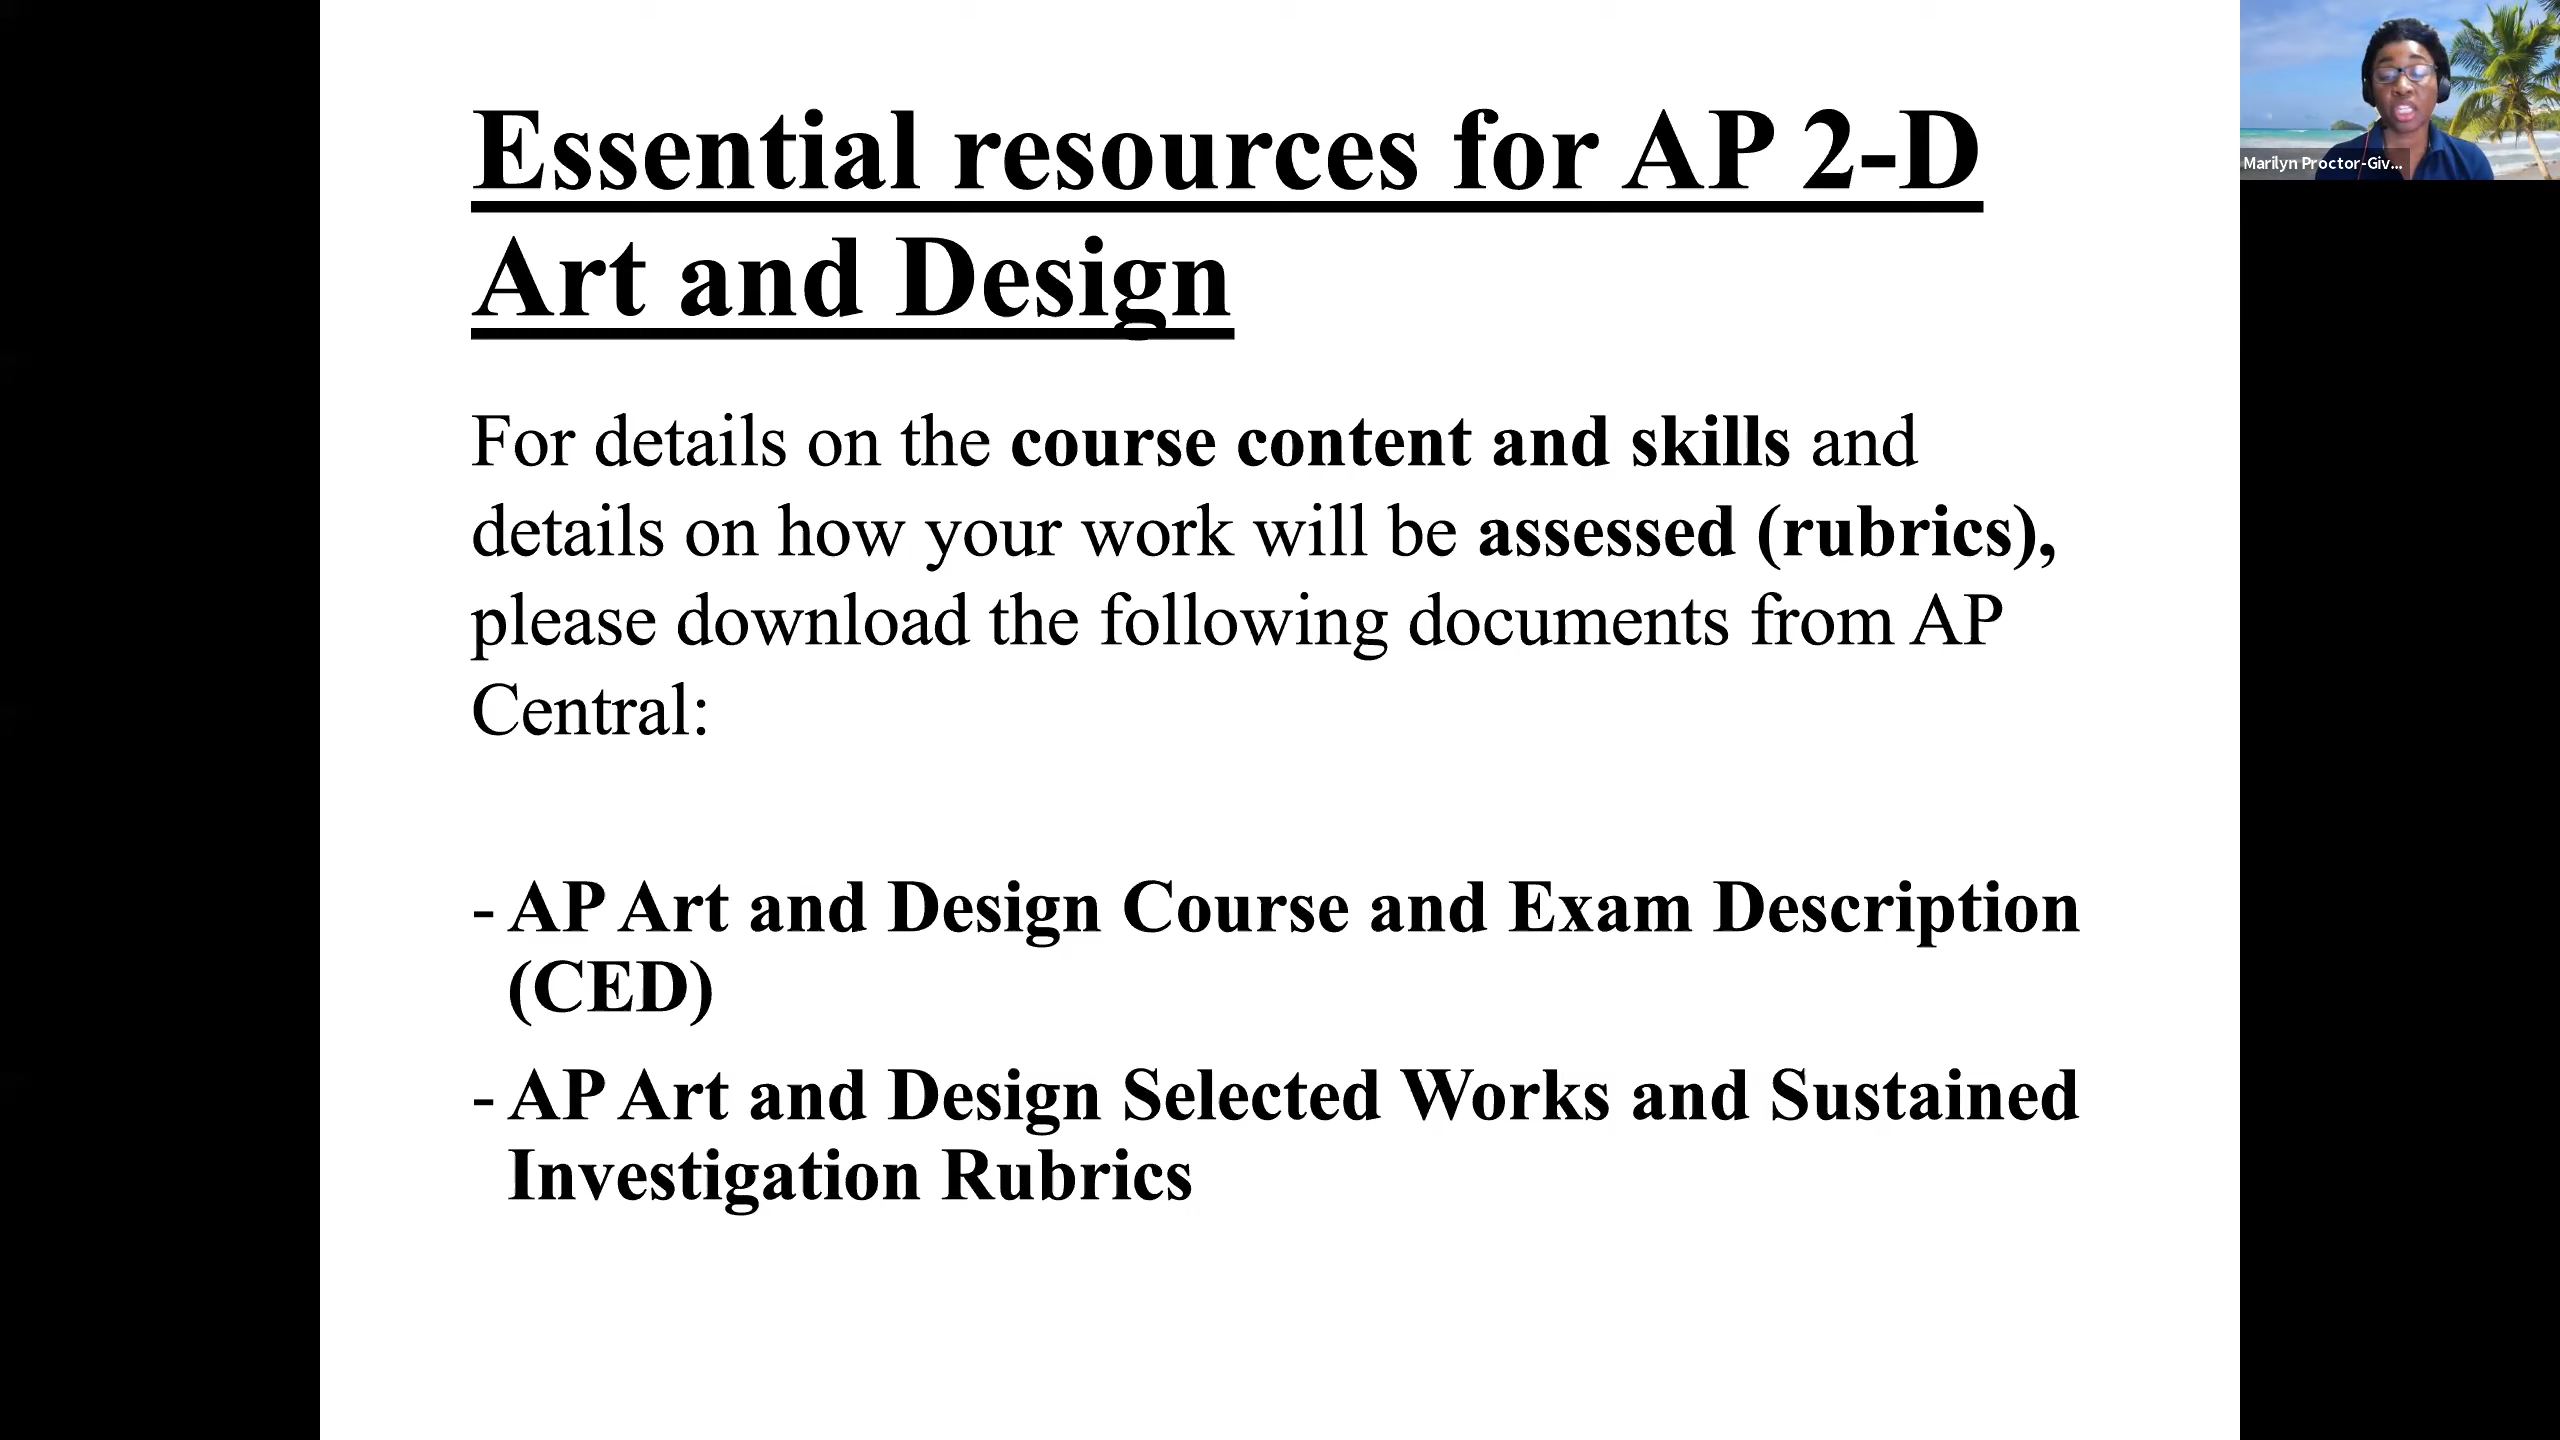 Essential resources for AP 2-D
Art and Design
For details on the course content and skills and
details on how your work will be assessed (rubrics),
please download the following documents from AP
Central:
- AP Art and Design Course and Exam Description
(CED)
- AP Art and Design Selected Works and Sustained
Investigation Rubrics
Marilyn Proctor-Giv...